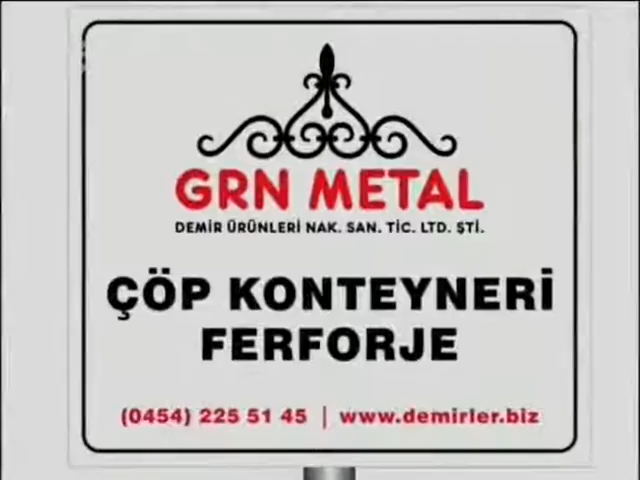 GRN METAL
DEMİR ÜRÜNLERİ NAK. SAN. TİC. LTD. ŞTİ.
ÇÖP KONTEYNERİ
FERFORJE
(0454) 225 51 45 | www.demirler.biz